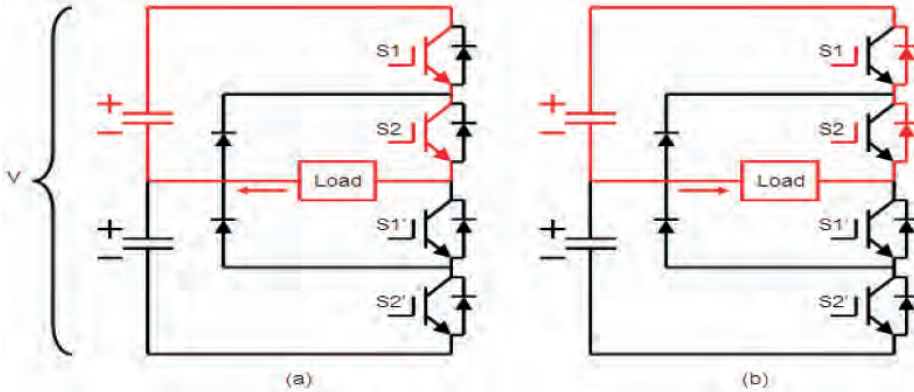 V
+
−
+
−
S1
S2
Load
S1'
S2'
(a)
+
−
+
−
S1
S2
Load
S1'
S2'
(b)